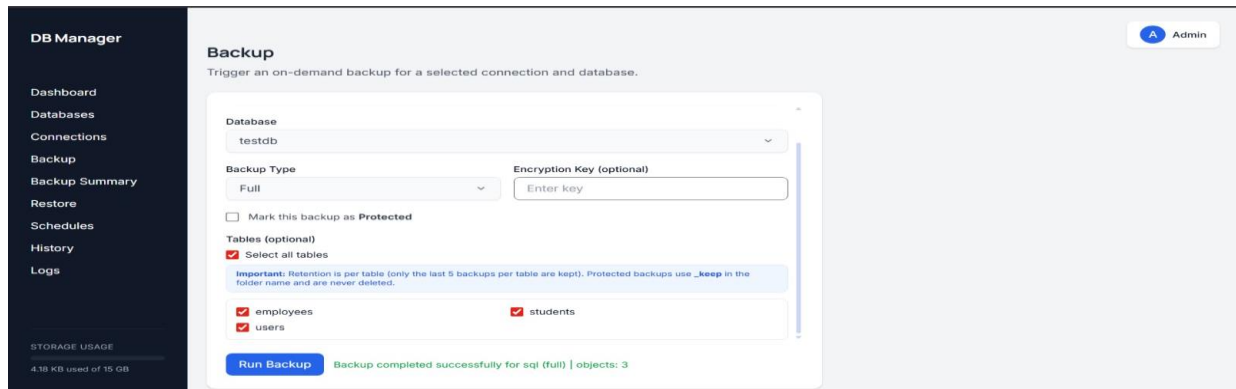 DB Manager
Dashboard
Databases
Connections
Backup
Backup Summary
Restore
Schedules
History
Logs
STORAGE USAGE
4.18 KB used of 15 GB
A Admin
Backup
Trigger an on-demand backup for a selected connection and database.
Database
testdb
Backup Type
Full
Encryption Key (optional)
Enter key
Mark this backup as Protected
Tables (optional)
Select all tables
Important: Retention is per table (only the last 5 backups per table are kept). Protected backups use _keep in the
folder name and are never deleted.
employees
students
users
Run Backup
Backup completed successfully for sql (full) | objects: 3